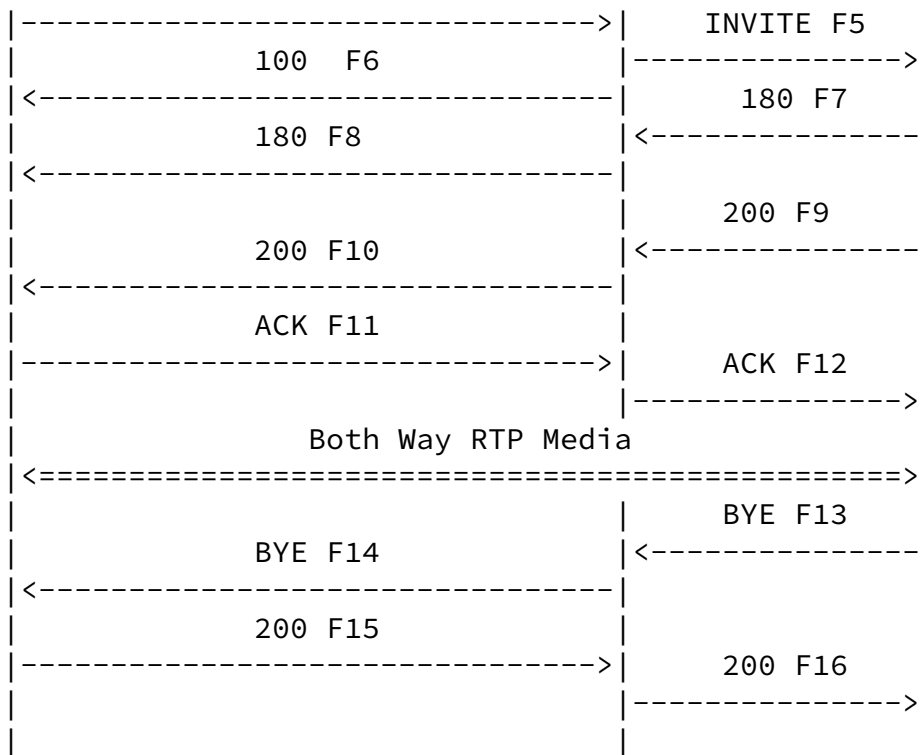 INVITE F5
100 F6
180 F7
180 F8
200 F9
200 F10
ACK F11
ACK F12
Both Way RTP Media
BYE F13
BYE F14
200 F15
200 F16